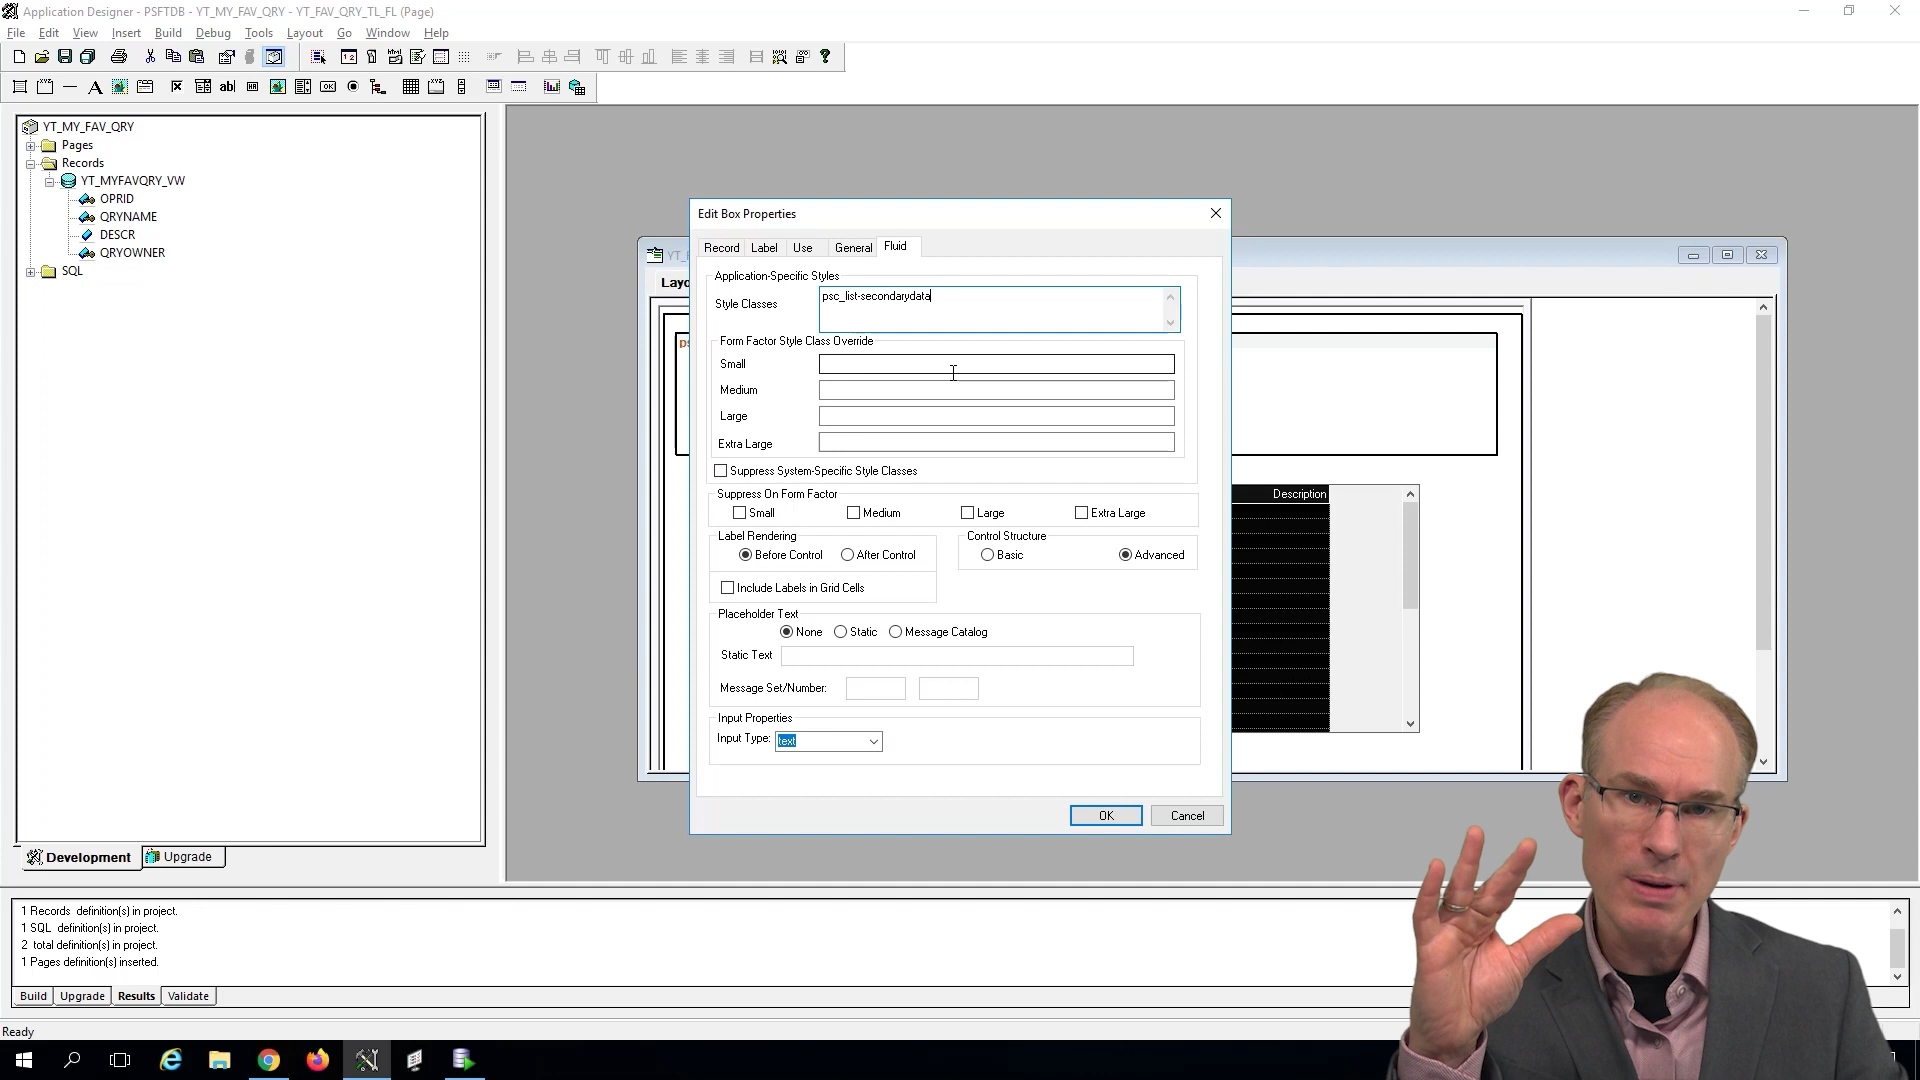 Application Designer - PSFTDB - YT_MY_FAV_QRY - YT_FAV_QRY_TL_FL (Page)
File Edit View Insert Build Debug Tools Layout Go Window Help
YT_MY_FAV_QRY
Pages
Records
YT_MYFAVQRY_VW
OPRID
QRYNAME
DESCR
QRYOWNER
SQL
Development
Upgrade
Edit Box Properties
Record Label Use General Fluid
Application-Specific Styles
Style Classes psc_list-secondarydata
Form Factor Style Class Override
Small
Medium
Large
Extra Large
Suppress System-Specific Style Classes
Suppress On Form Factor
Small Medium Large Extra Large
Label Rendering
Before Control After Control
Control Structure
Basic Advanced
Include Labels in Grid Cells
Placeholder Text
None Static Message Catalog
Static Text
Message Set/Number:
Input Properties
Input Type: text
OK Cancel
Description
1 Records definition(s) in project.
1 SQL definition(s) in project.
2 total definition(s) in project.
1 Pages definition(s) inserted.
Build Upgrade Results Validate
Ready